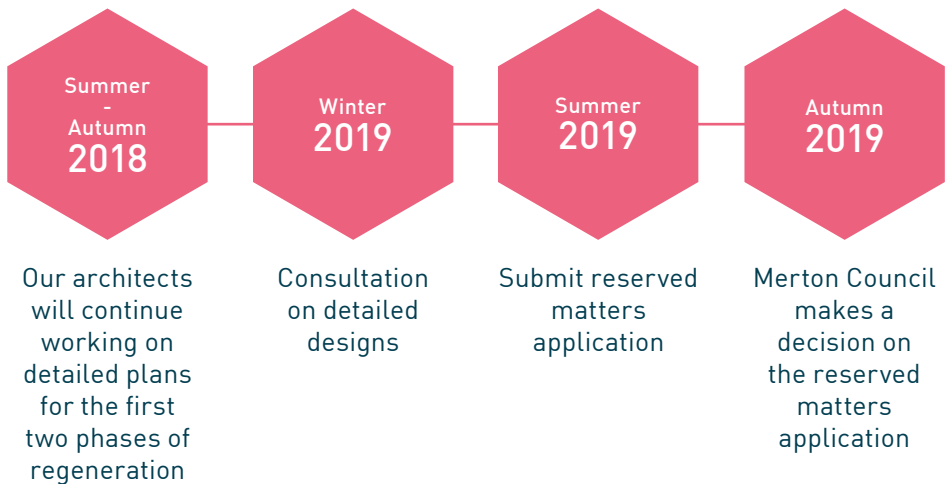 Summer
-
Autumn
2018
Winter
2019
Summer
2019
Autumn
2019
Our architects
will continue
working on
detailed plans
for the first
two phases of
regeneration
Consultation
on detailed
designs
Submit reserved
matters
application
Merton Council
makes a
decision on
the reserved
matters
application